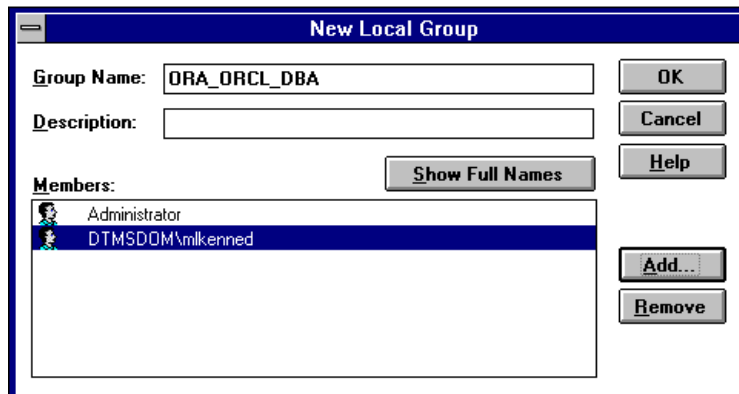 New Local Group
Group Name: ORA_ORCL_DBA OK
Description: Cancel
Show Full Names Help
Members:
Administrator
DTMSDOM\mlkenned
Add...
Remove